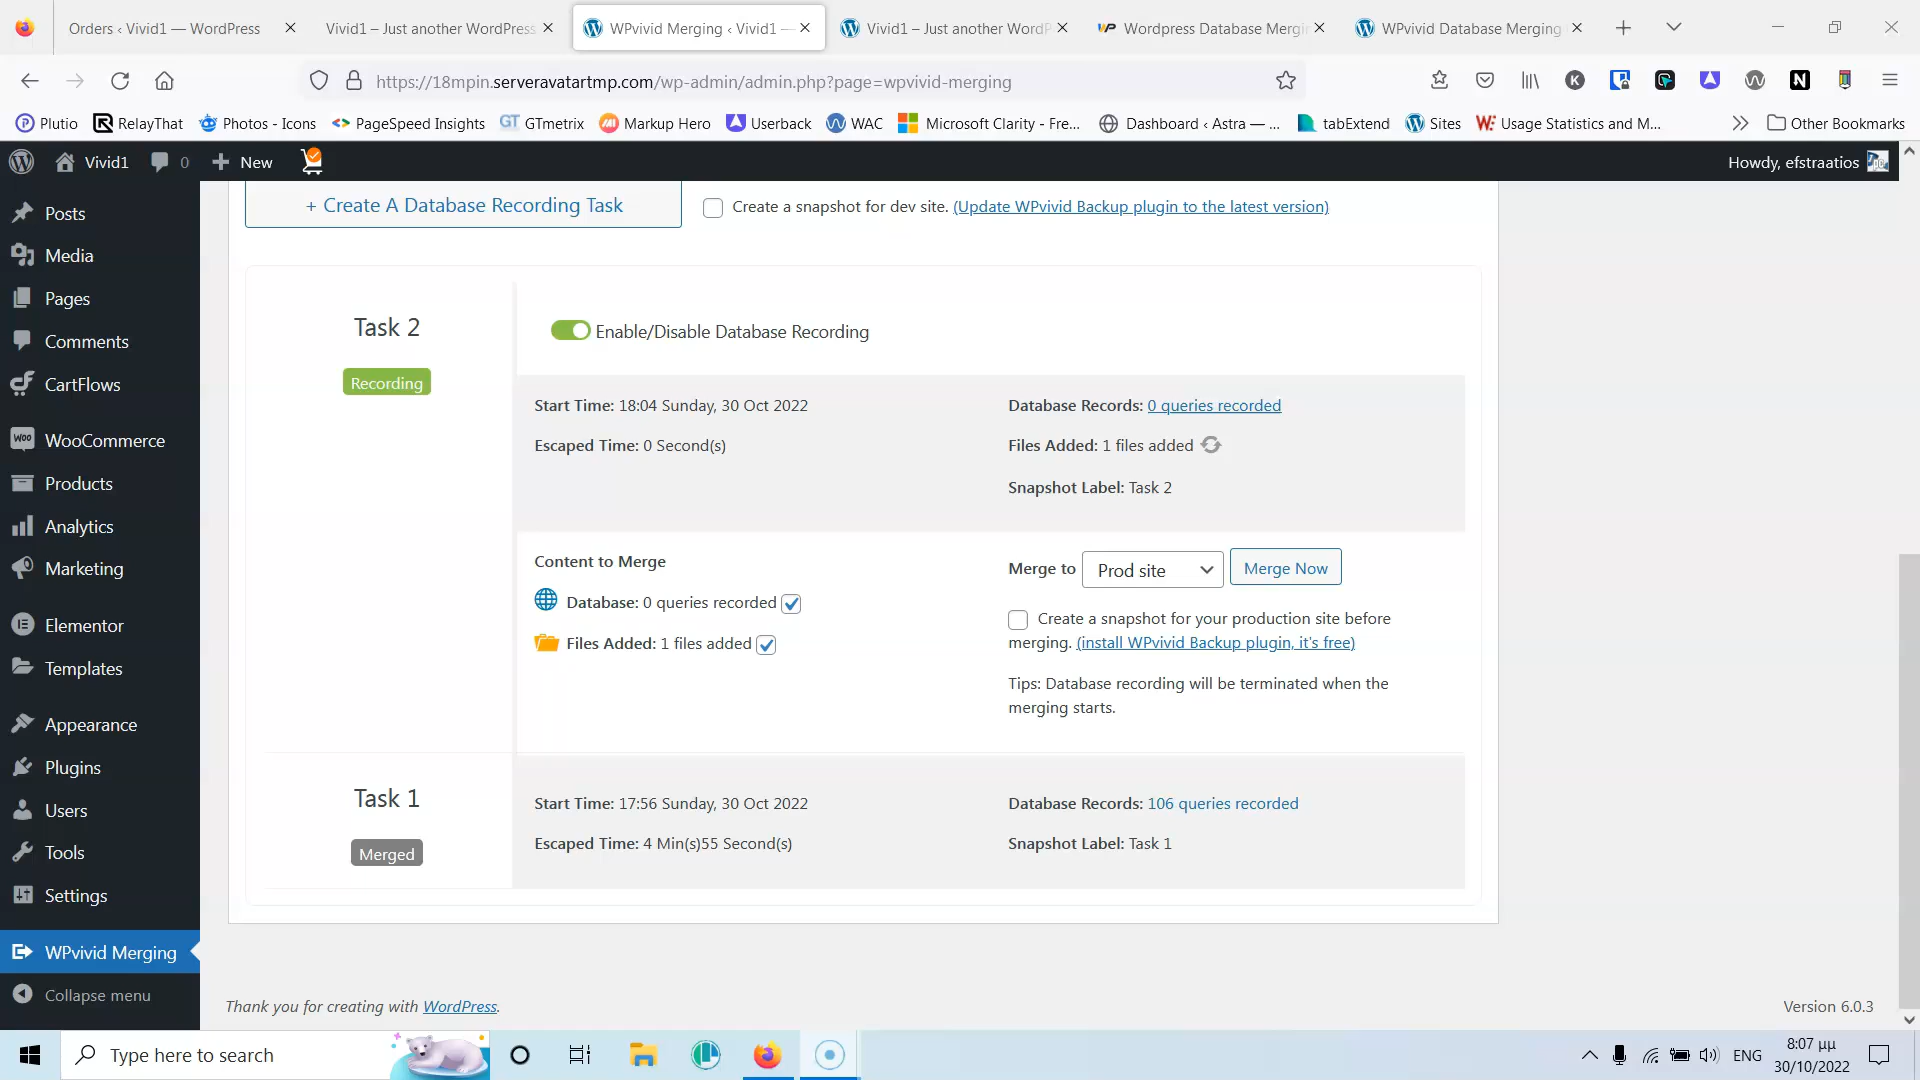 Orders ‹ Vivid1 — WordPress
Vivid1 – Just another WordPress
WPvivid Merging ‹ Vivid1 —
Vivid1 – Just another WordP
Wordpress Database Mergin
WPvivid Database Merging
https://18mpin.serveravatartmp.com/wp-admin/admin.php?page=wpvivid-merging
Plutio
RelayThat
Photos - Icons
PageSpeed Insights
GTmetrix
Markup Hero
Userback
WAC
Microsoft Clarity - Fre...
Dashboard ‹ Astra — ...
tabExtend
Sites
Usage Statistics and M...
Other Bookmarks
Vivid1
0
New
Howdy, efstraatios
Posts
Media
Pages
Comments
CartFlows
WooCommerce
Products
Analytics
Marketing
Elementor
Templates
Appearance
Plugins
Users
Tools
Settings
WPvivid Merging
Collapse menu
+ Create A Database Recording Task
Create a snapshot for dev site. (Update WPvivid Backup plugin to the latest version)
Task 2
Recording
Enable/Disable Database Recording
Start Time: 18:04 Sunday, 30 Oct 2022
Escaped Time: 0 Second(s)
Database Records: 0 queries recorded
Files Added: 1 files added
Snapshot Label: Task 2
Content to Merge
Database: 0 queries recorded
Files Added: 1 files added
Merge to
Prod site
Merge Now
Create a snapshot for your production site before
merging. (install WPvivid Backup plugin, it's free)
Tips: Database recording will be terminated when the
merging starts.
Task 1
Merged
Start Time: 17:56 Sunday, 30 Oct 2022
Escaped Time: 4 Min(s)55 Second(s)
Database Records: 106 queries recorded
Snapshot Label: Task 1
Thank you for creating with WordPress.
Version 6.0.3
Type here to search
ENG
8:07 μμ
30/10/2022